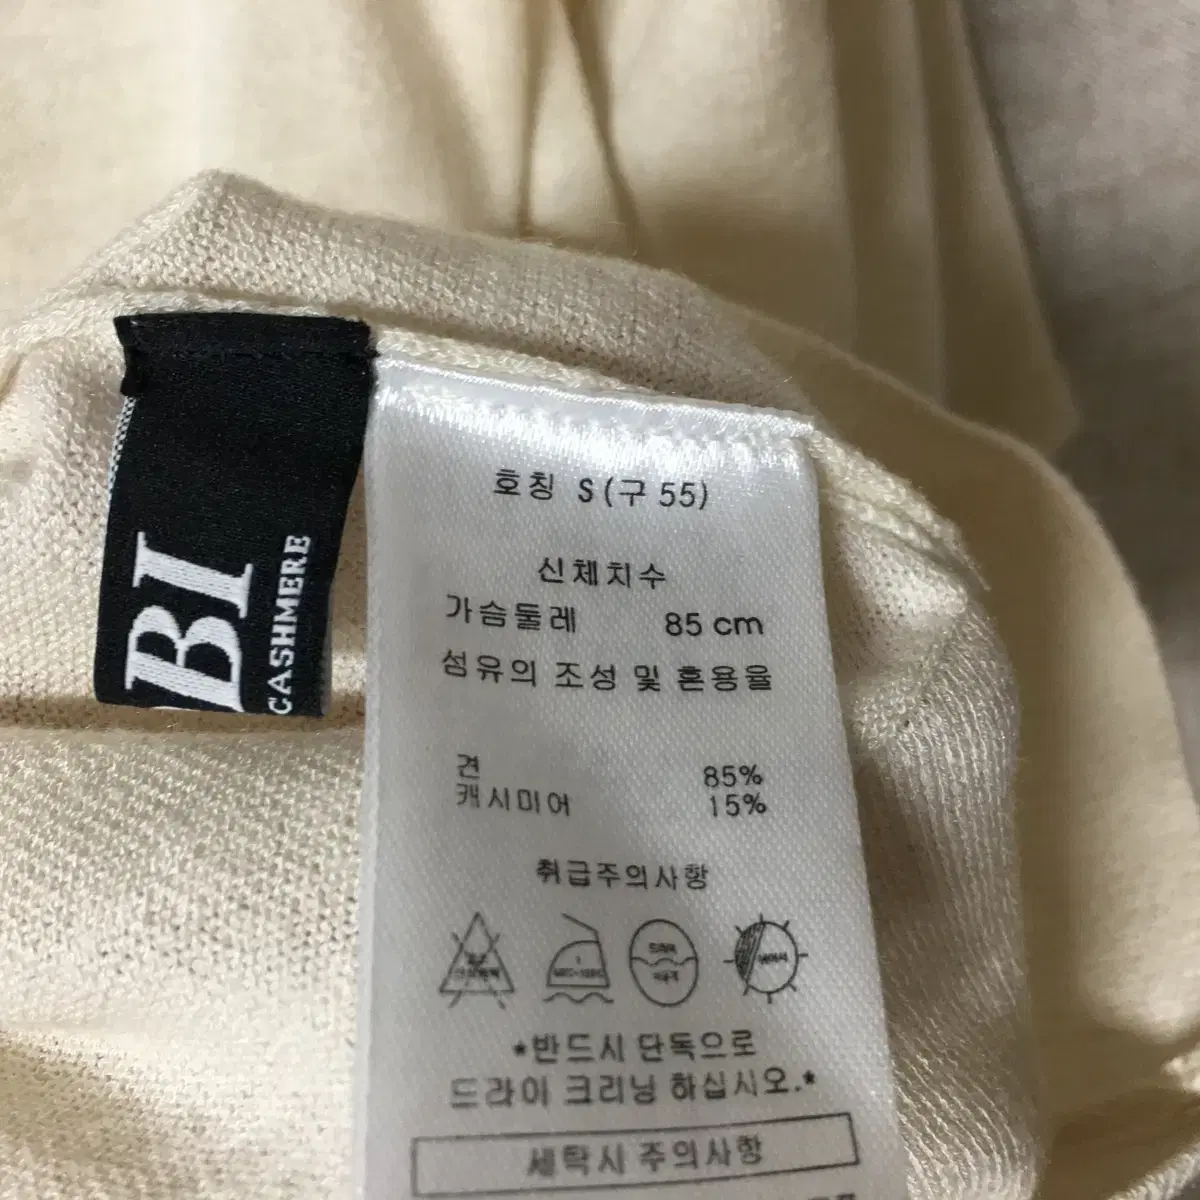 BI
CASHMERE
호칭 S (구 55)
신체치수
가슴둘레 85 cm
섬유의 조성 및 혼용율
견 85%
캐시미어 15%
취급주의사항
드라이
*반드시 단독으로
드라이 크리닝 하십시오.*
세탁시 주의사항